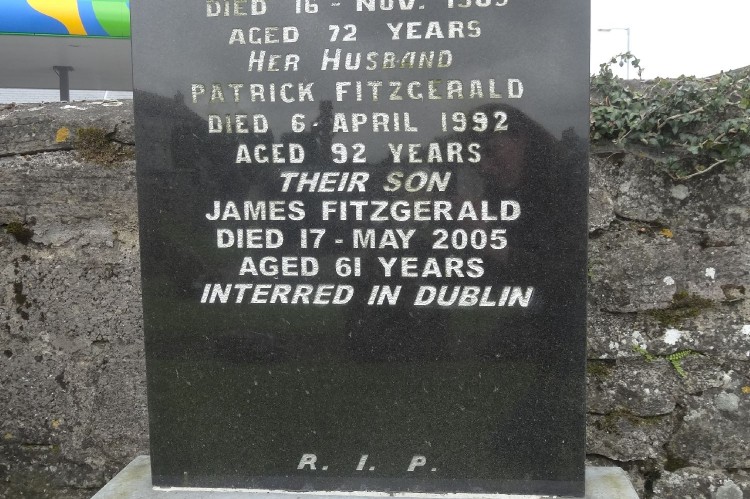 DIED 16 - NOV. 1985
AGED 72 YEARS
HER HUSBAND
PATRICK FITZGERALD
DIED 6 - APRIL 1992
AGED 92 YEARS
THEIR SON
JAMES FITZGERALD
DIED 17 - MAY 2005
AGED 61 YEARS
INTERRED IN DUBLIN
R. I. P.